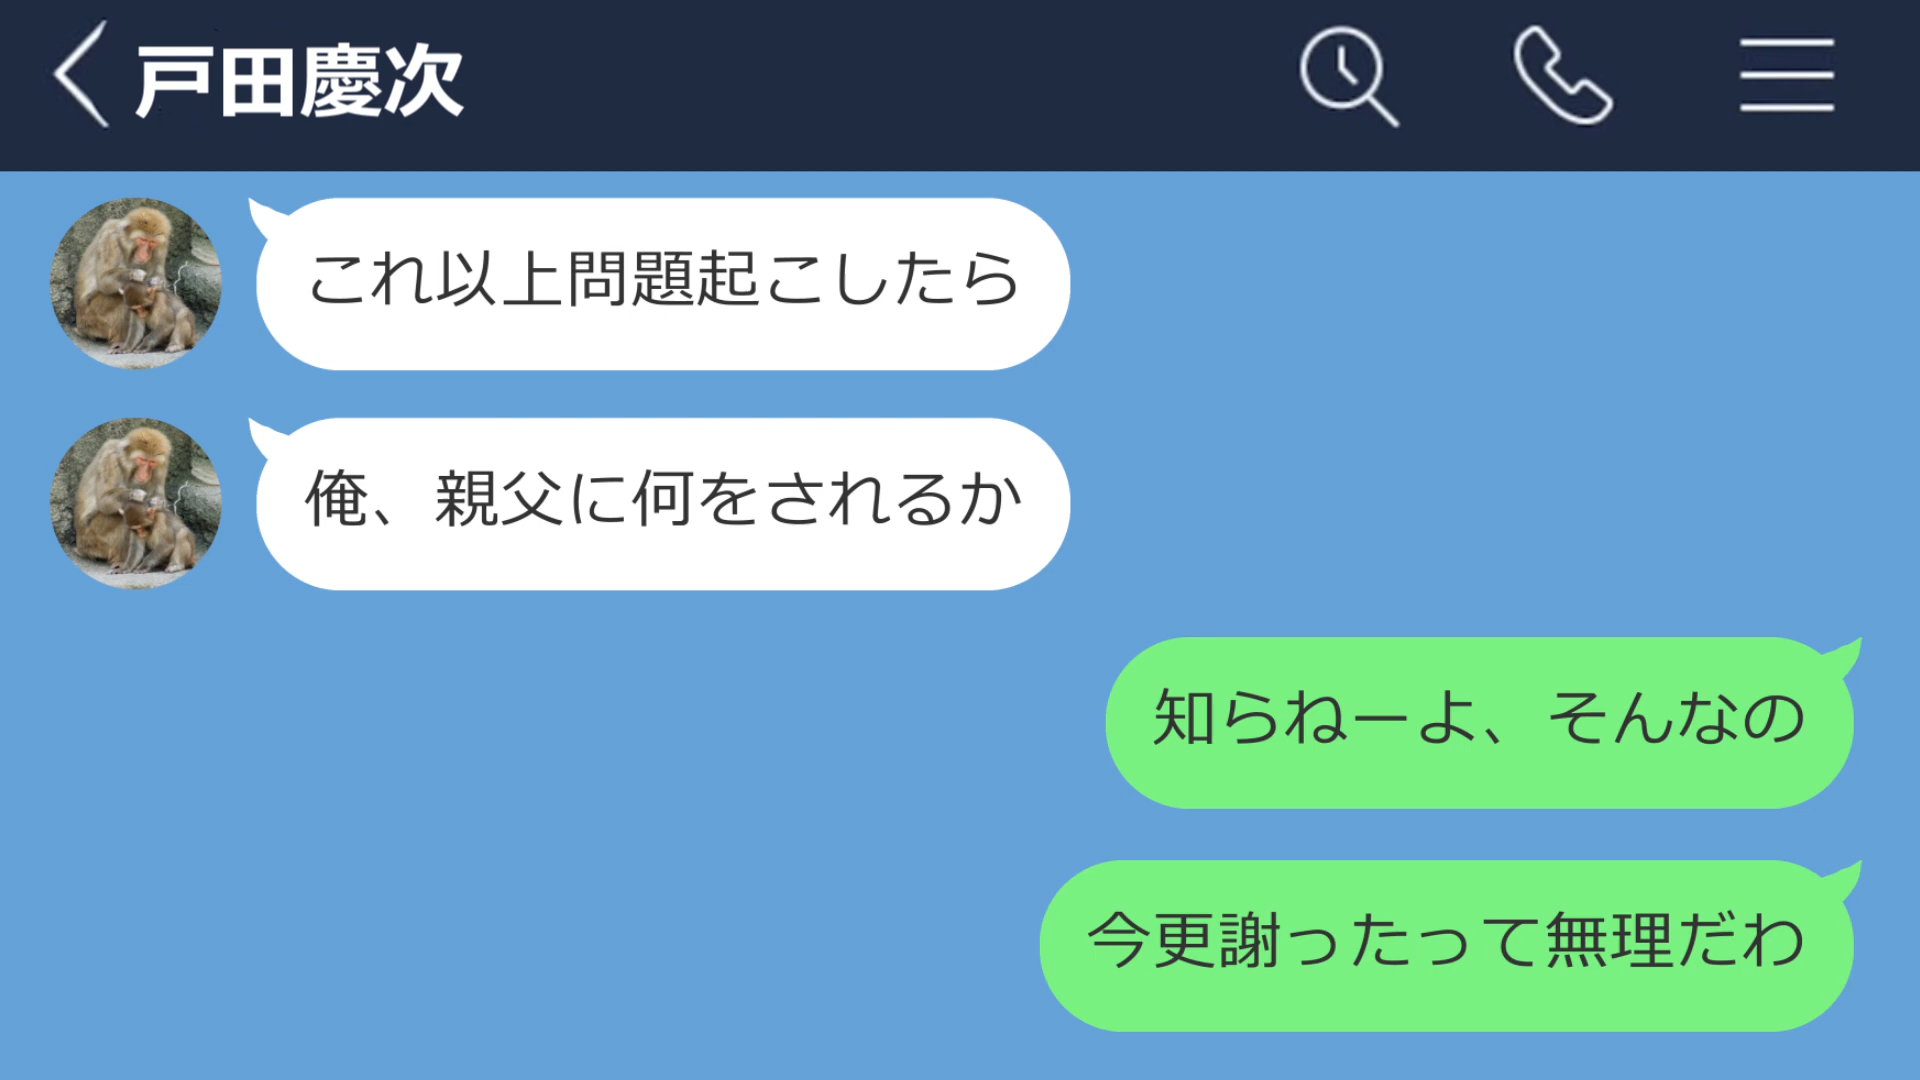 戸田慶次
これ以上問題起こしたら
俺、親父に何をされるか
知らねーよ、そんなの
今更謝ったって無理だわ